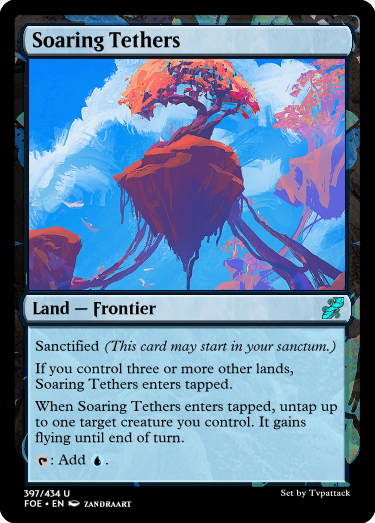 Soaring Tethers
Land — Frontier
Sanctified (This card may start in your sanctum.)
If you control three or more other lands,
Soaring Tethers enters tapped.
When Soaring Tethers enters tapped, untap up
to one target creature you control. It gains
flying until end of turn.
: Add .
397/434 U
Set by Tvpattack
FOE • EN ZANDRAART